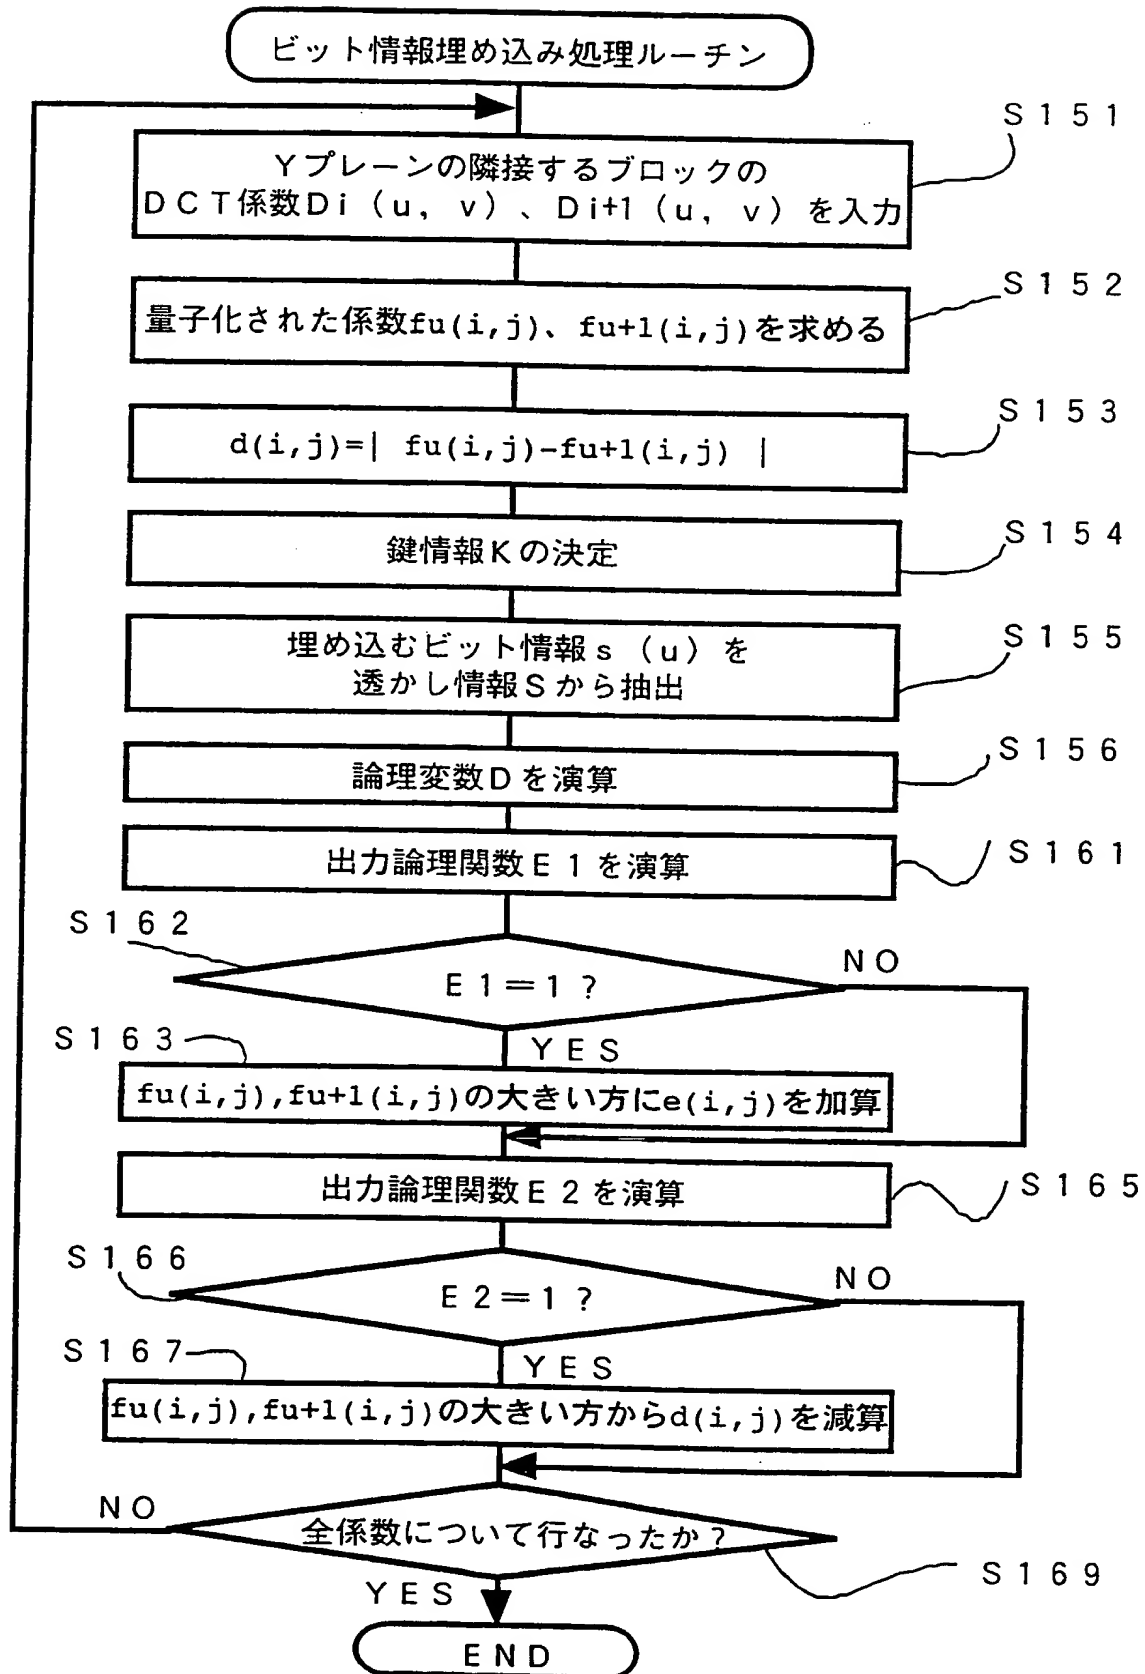 ビット情報埋め込み処理ルーチン
S151
Yプレーンの隣接するブロックの
DCT係数Di(u, v)、Di+1(u, v)を入力
S152
量子化された係数fu(i,j)、fu+1(i,j)を求める
S153
d(i,j)=| fu(i,j)-fu+1(i,j) |
S154
鍵情報Kの決定
S155
埋め込むビット情報s(u)を
透かし情報Sから抽出
S156
論理変数Dを演算
S161
出力論理関数E1を演算
S162
E1=1?
NO
YES
S163
fu(i,j),fu+1(i,j)の大きい方にe(i,j)を加算
出力論理関数E2を演算
S165
S166
E2=1?
NO
YES
S167
fu(i,j),fu+1(i,j)の大きい方からd(i,j)を減算
NO
全係数について行なったか?
S169
YES
END